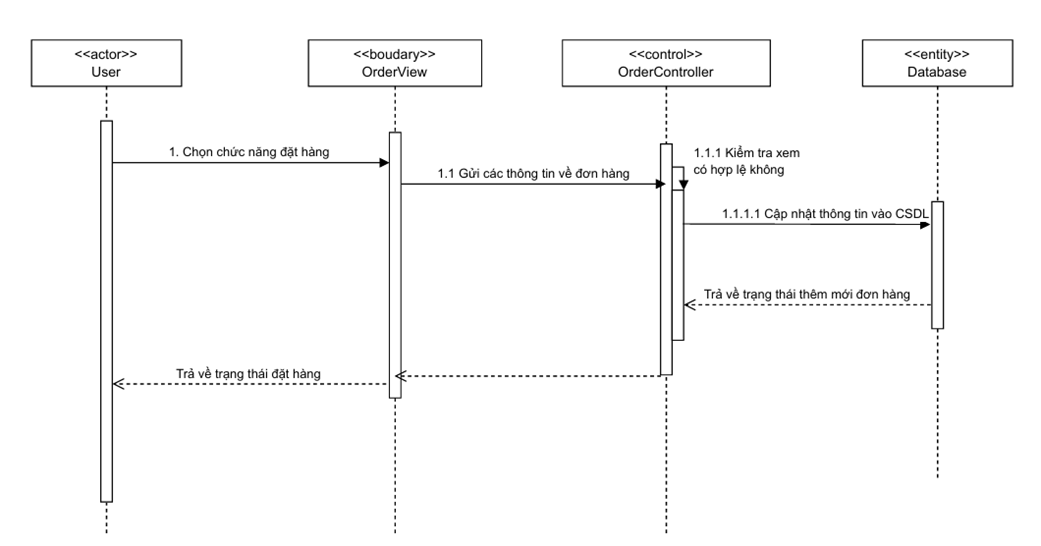 <<actor>>
User
<<boudary>>
OrderView
<<control>>
OrderController
<<entity>>
Database
1. Chọn chức năng đặt hàng
1.1 Gửi các thông tin về đơn hàng
1.1.1 Kiểm tra xem
có hợp lệ không
1.1.1.1 Cập nhật thông tin vào CSDL
Trả về trạng thái thêm mới đơn hàng
Trả về trạng thái đặt hàng